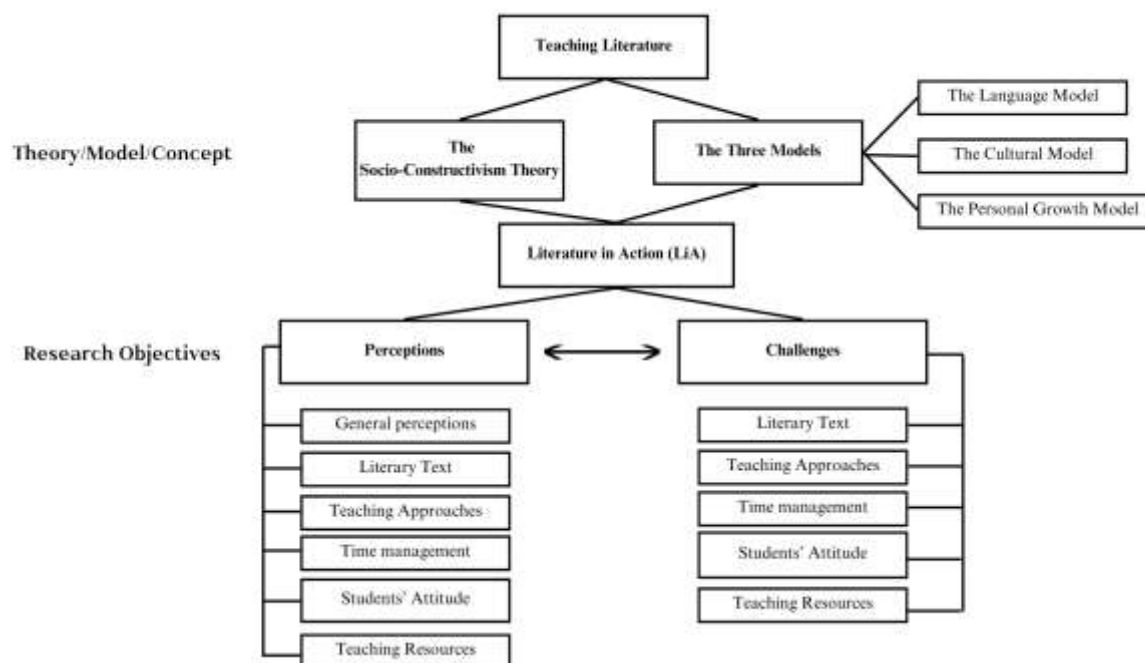 Teaching Literature
Theory/Model/Concept
The
Socio-Constructivism Theory
The Three Models
The Language Model
The Cultural Model
The Personal Growth Model
Literature in Action (LiA)
Research Objectives
Perceptions
Challenges
General perceptions
Literary Text
Teaching Approaches
Time management
Students' Attitude
Teaching Resources
Literary Text
Teaching Approaches
Time management
Students' Attitude
Teaching Resources